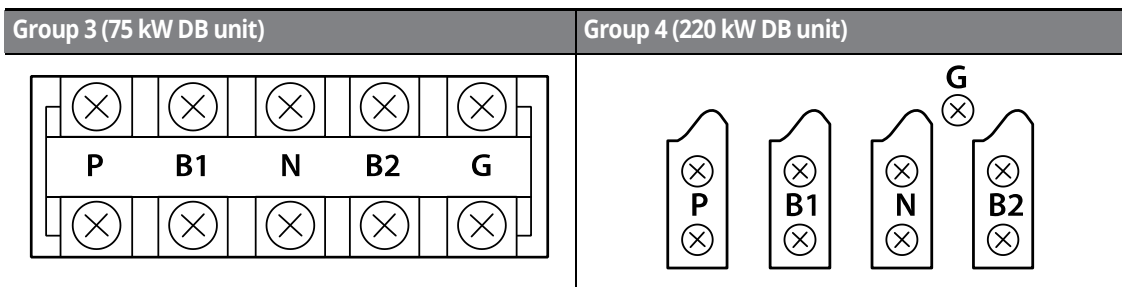 Group 3 (75 kW DB unit)
Group 4 (220 kW DB unit)
P B1 N B2 G
G
P B1 N B2